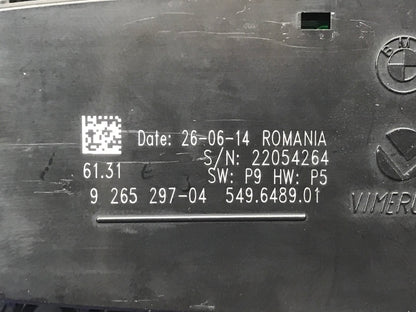 Date: 26-06-14 ROMANIA
S/N: 22054264
61.31 SW: P9 HW: P5
9 265 297-04 549.6489.01
BMW